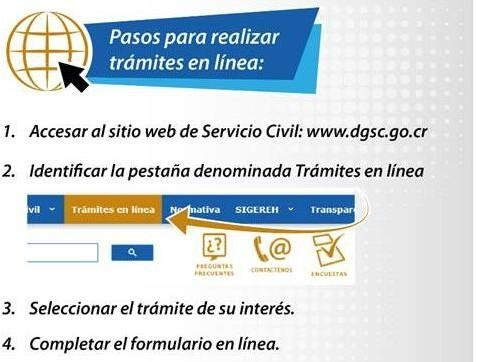 Pasos para realizar
trámites en línea:
1. Accesar al sitio web de Servicio Civil: www.dgsc.go.cr
2. Identificar la pestaña denominada Trámites en línea
vil Trámites en línea Normativa SIGEREH Transpar
¿?
@
PREGUNTAS
FRECUENTES
CONTACTENOS
ENCUESTAS
3. Seleccionar el trámite de su interés.
4. Completar el formulario en línea.